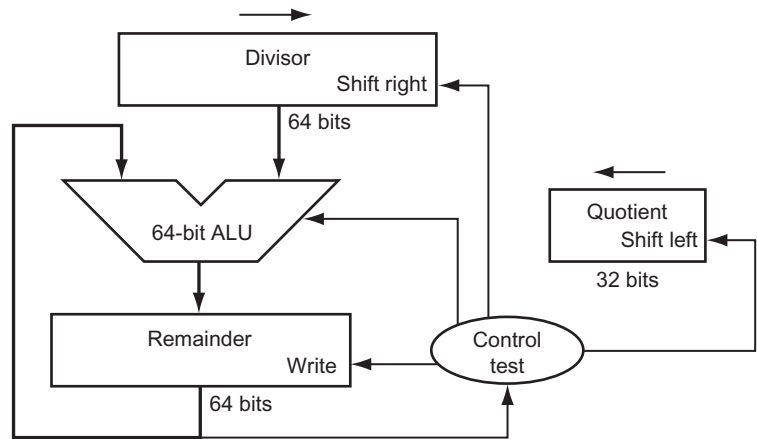 Divisor
Shift right
64 bits
64-bit ALU
Quotient
Shift left
32 bits
Remainder
Write
Control
test
64 bits